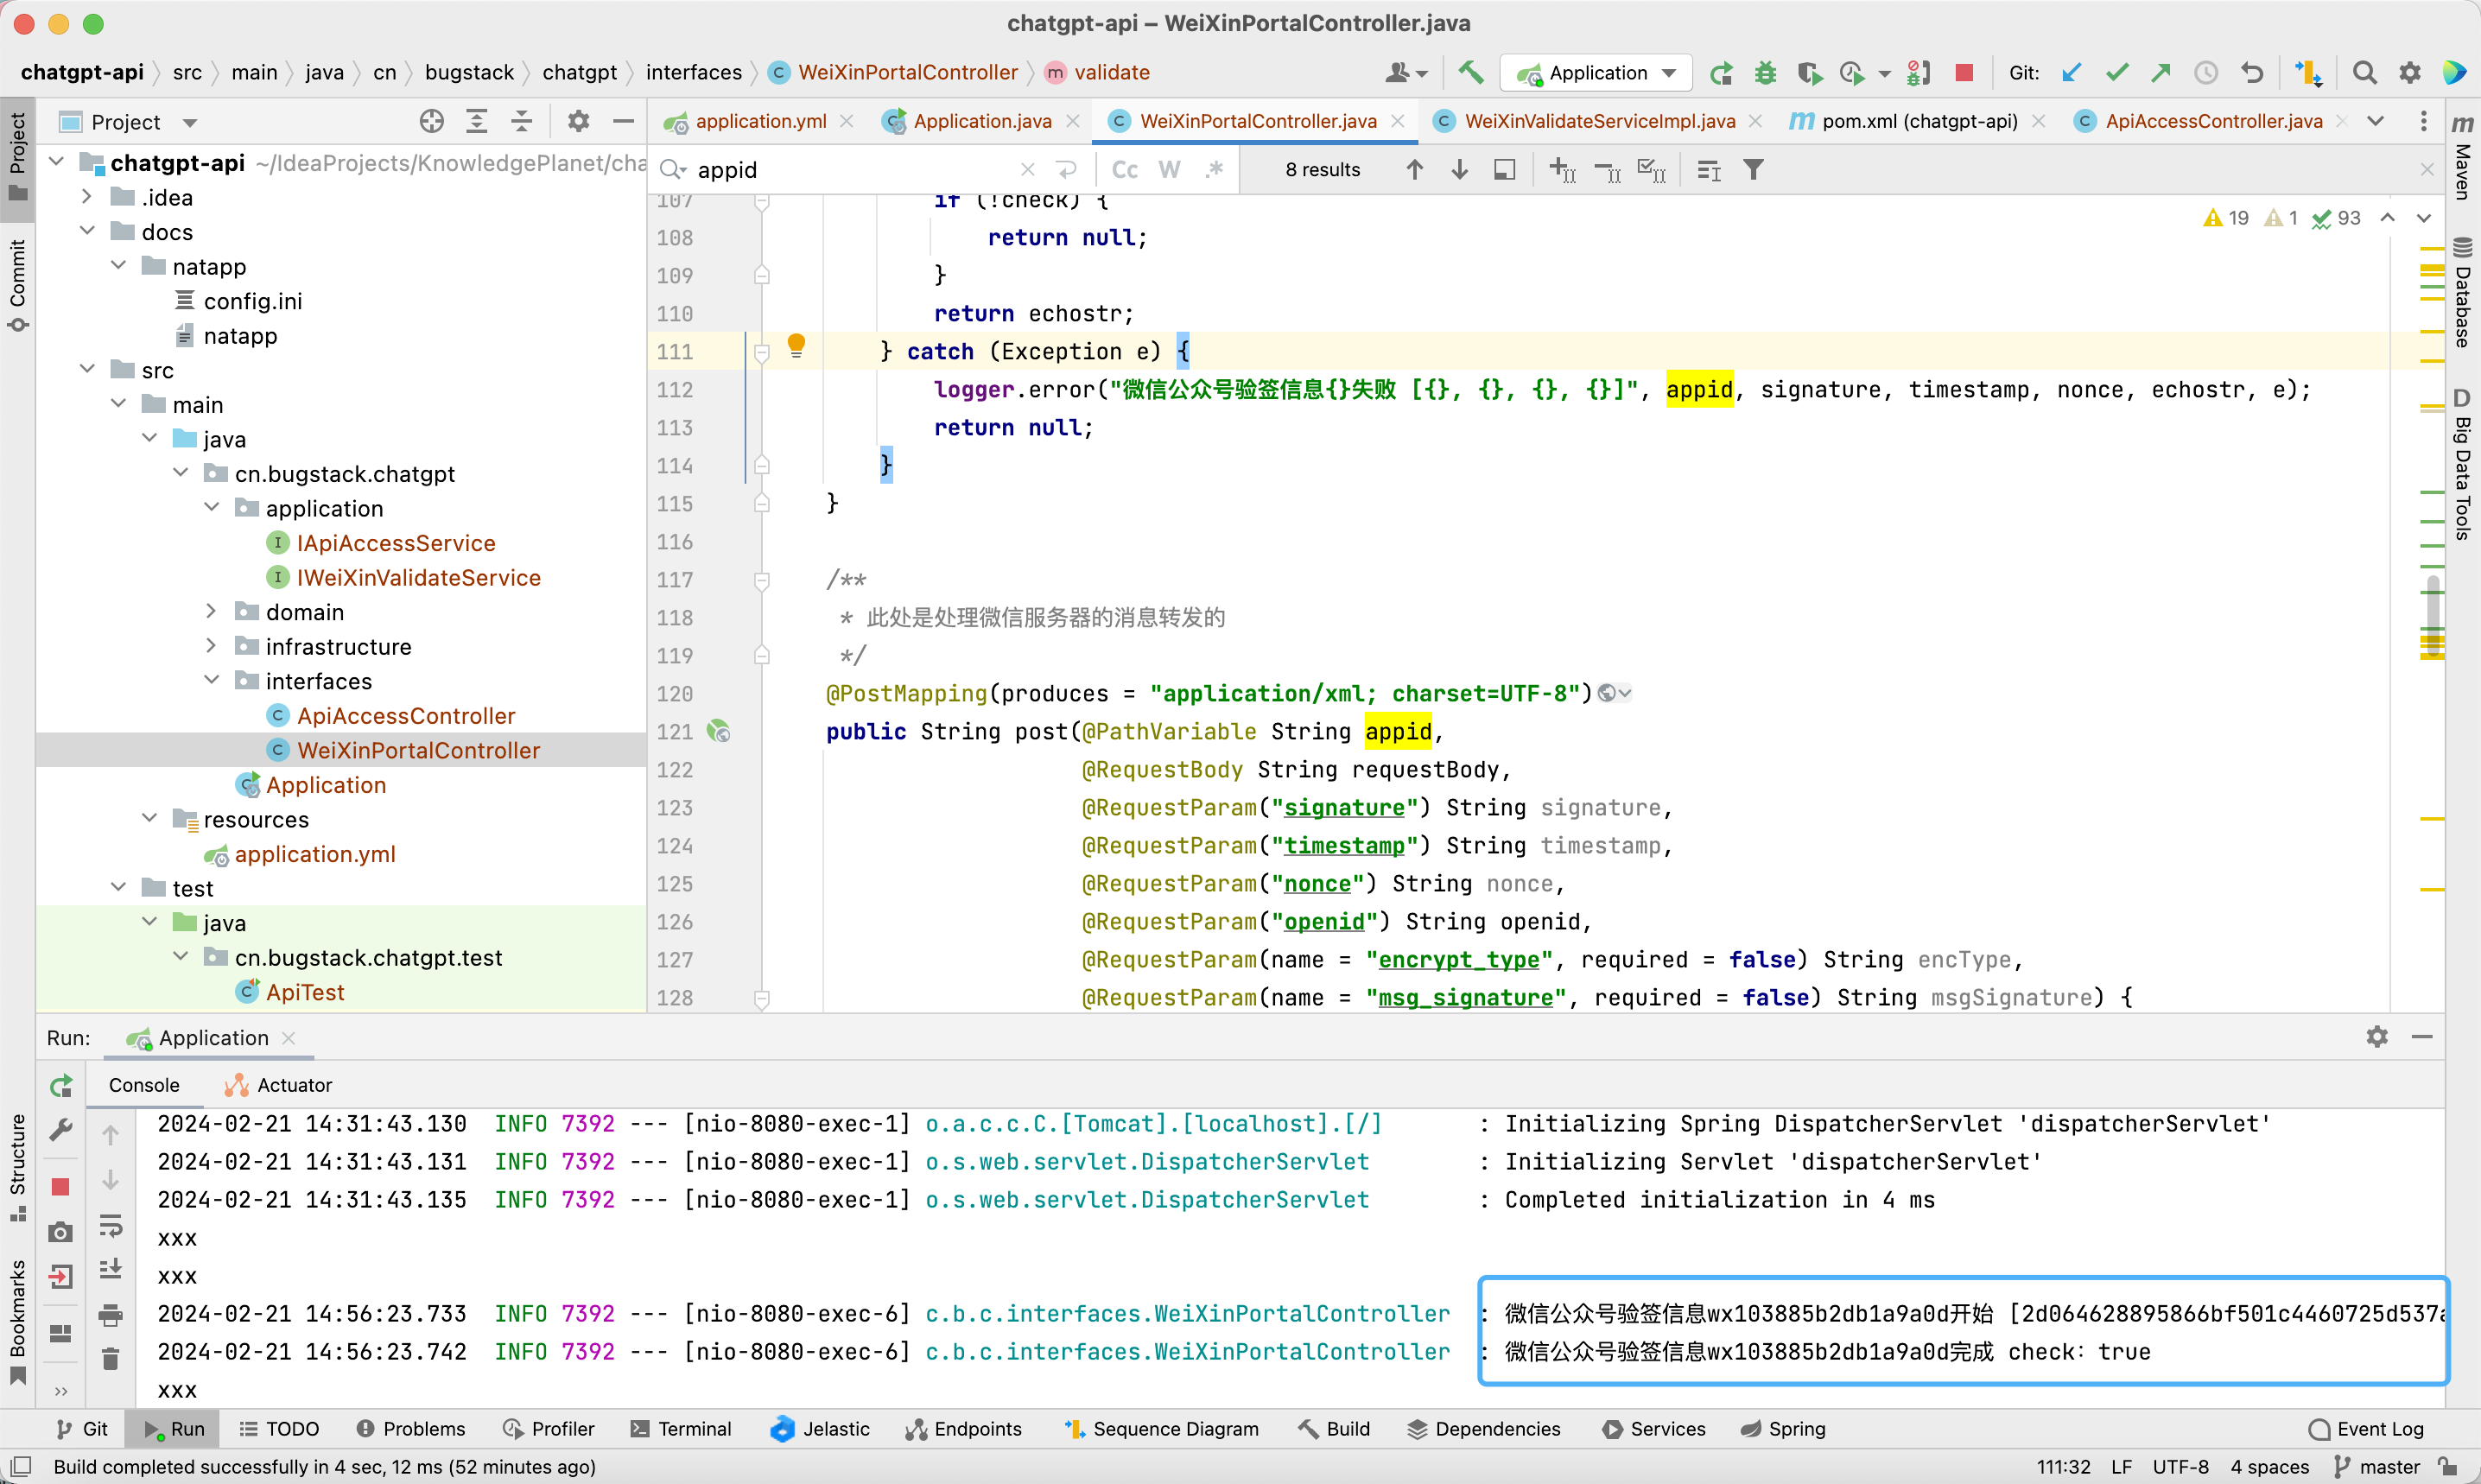 chatgpt-api – WeiXinPortalController.java
chatgpt-api src main java cn bugstack chatgpt interfaces C WeiXinPortalController m validate Application Git:
Project application.yml Application.java C WeiXinPortalController.java C WeiXinValidateServiceImpl.java m pom.xml (chatgpt-api) C ApiAccessController.java
appid Cc W .* 8 results
19 1 93
Project
Commit
Structure
Bookmarks
m Maven
Database
D Big Data Tools
chatgpt-api ~/IdeaProjects/KnowledgePlanet/cha
.idea
docs
natapp
config.ini
natapp
src
main
java
cn.bugstack.chatgpt
application
I IApiAccessService
I IWeiXinValidateService
domain
infrastructure
interfaces
C ApiAccessController
C WeiXinPortalController
Application
resources
application.yml
test
java
cn.bugstack.chatgpt.test
ApiTest
107 if (!check) {
108 return null;
109 }
110 return echostr;
111 } catch (Exception e) {
112 logger.error("微信公众号验签信息{}失败 [{}, {}, {}, {}]", appid, signature, timestamp, nonce, echostr, e);
113 return null;
114 }
115 }
116
117 /**
118 * 此处是处理微信服务器的消息转发的
119 */
120 @PostMapping(produces = "application/xml; charset=UTF-8")
121 public String post(@PathVariable String appid,
122 @RequestBody String requestBody,
123 @RequestParam("signature") String signature,
124 @RequestParam("timestamp") String timestamp,
125 @RequestParam("nonce") String nonce,
126 @RequestParam("openid") String openid,
127 @RequestParam(name = "encrypt_type", required = false) String encType,
128 @RequestParam(name = "msg_signature", required = false) String msgSignature) {
Run: Application
Console Actuator
2024-02-21 14:31:43.130 INFO 7392 --- [nio-8080-exec-1] o.a.c.c.C.[Tomcat].[localhost].[/] : Initializing Spring DispatcherServlet 'dispatcherServlet'
2024-02-21 14:31:43.131 INFO 7392 --- [nio-8080-exec-1] o.s.web.servlet.DispatcherServlet : Initializing Servlet 'dispatcherServlet'
2024-02-21 14:31:43.135 INFO 7392 --- [nio-8080-exec-1] o.s.web.servlet.DispatcherServlet : Completed initialization in 4 ms
xxx
xxx
2024-02-21 14:56:23.733 INFO 7392 --- [nio-8080-exec-6] c.b.c.interfaces.WeiXinPortalController : 微信公众号验签信息wx103885b2db1a9a0d开始 [2d064628895866bf501c4460725d537a
2024-02-21 14:56:23.742 INFO 7392 --- [nio-8080-exec-6] c.b.c.interfaces.WeiXinPortalController : 微信公众号验签信息wx103885b2db1a9a0d完成 check：true
xxx
Git Run TODO Problems Profiler Terminal Jelastic Endpoints Sequence Diagram Build Dependencies Services Spring Event Log
Build completed successfully in 4 sec, 12 ms (52 minutes ago) 111:32 LF UTF-8 4 spaces master